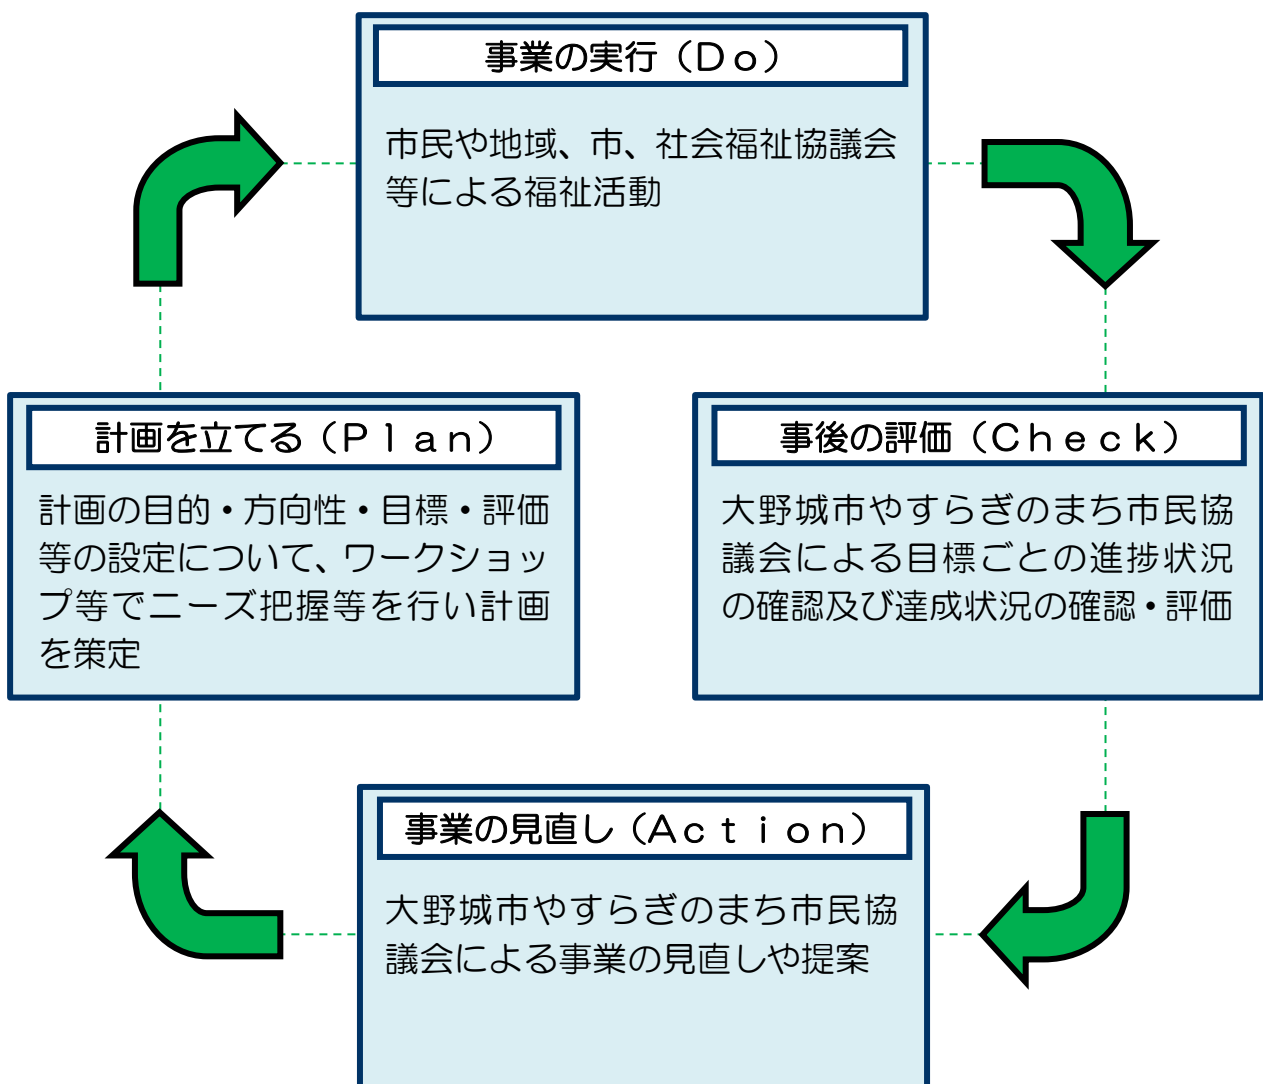 事業の実行（Ｄｏ）
市民や地域、市、社会福祉協議会
等による福祉活動
計画を立てる（Ｐｌａｎ）
計画の目的・方向性・目標・評価
等の設定について、ワークショッ
プ等でニーズ把握等を行い計画
を策定
事後の評価（Ｃｈｅｃｋ）
大野城市やすらぎのまち市民協
議会による目標ごとの進捗状況
の確認及び達成状況の確認・評価
事業の見直し（Ａｃｔｉｏｎ）
大野城市やすらぎのまち市民協
議会による事業の見直しや提案